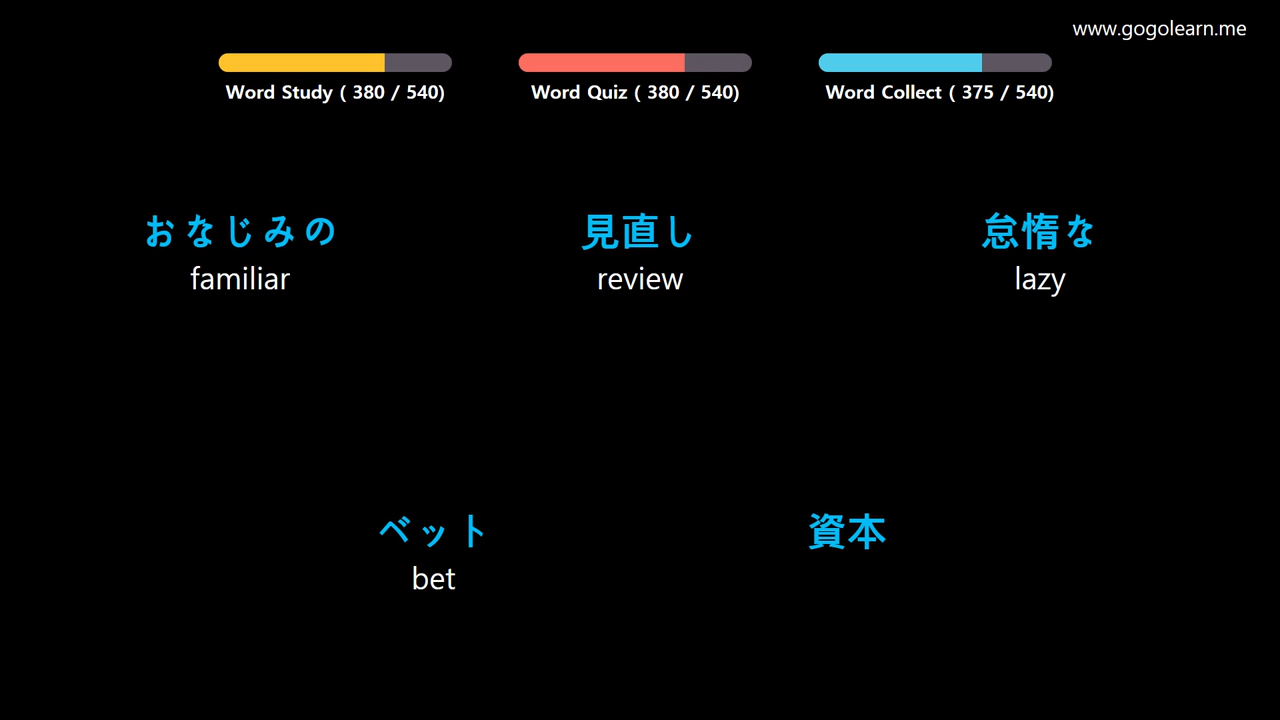 www.gogolearn.me
Word Study ( 380 / 540)
Word Quiz ( 380 / 540)
Word Collect ( 375 / 540)
おなじみの
familiar
見直し
review
怠惰な
lazy
ベット
bet
資本